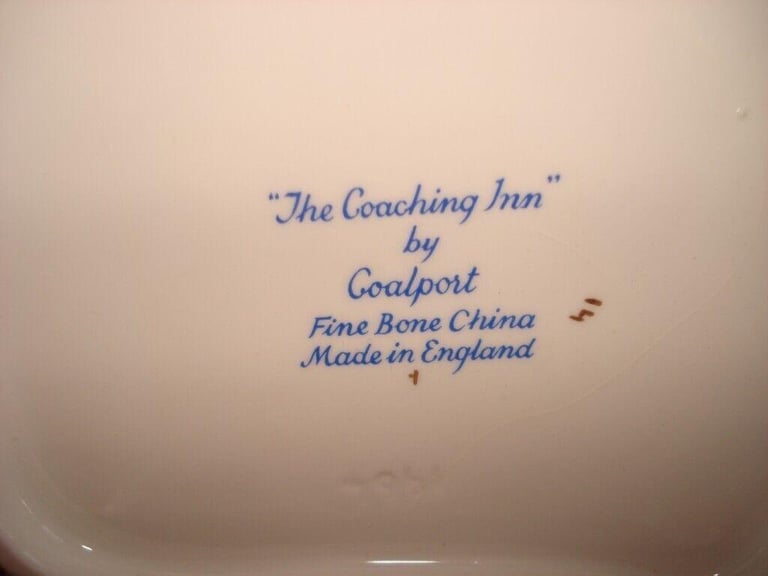 "The Coaching Inn"
by
Coalport
Fine Bone China
Made in England